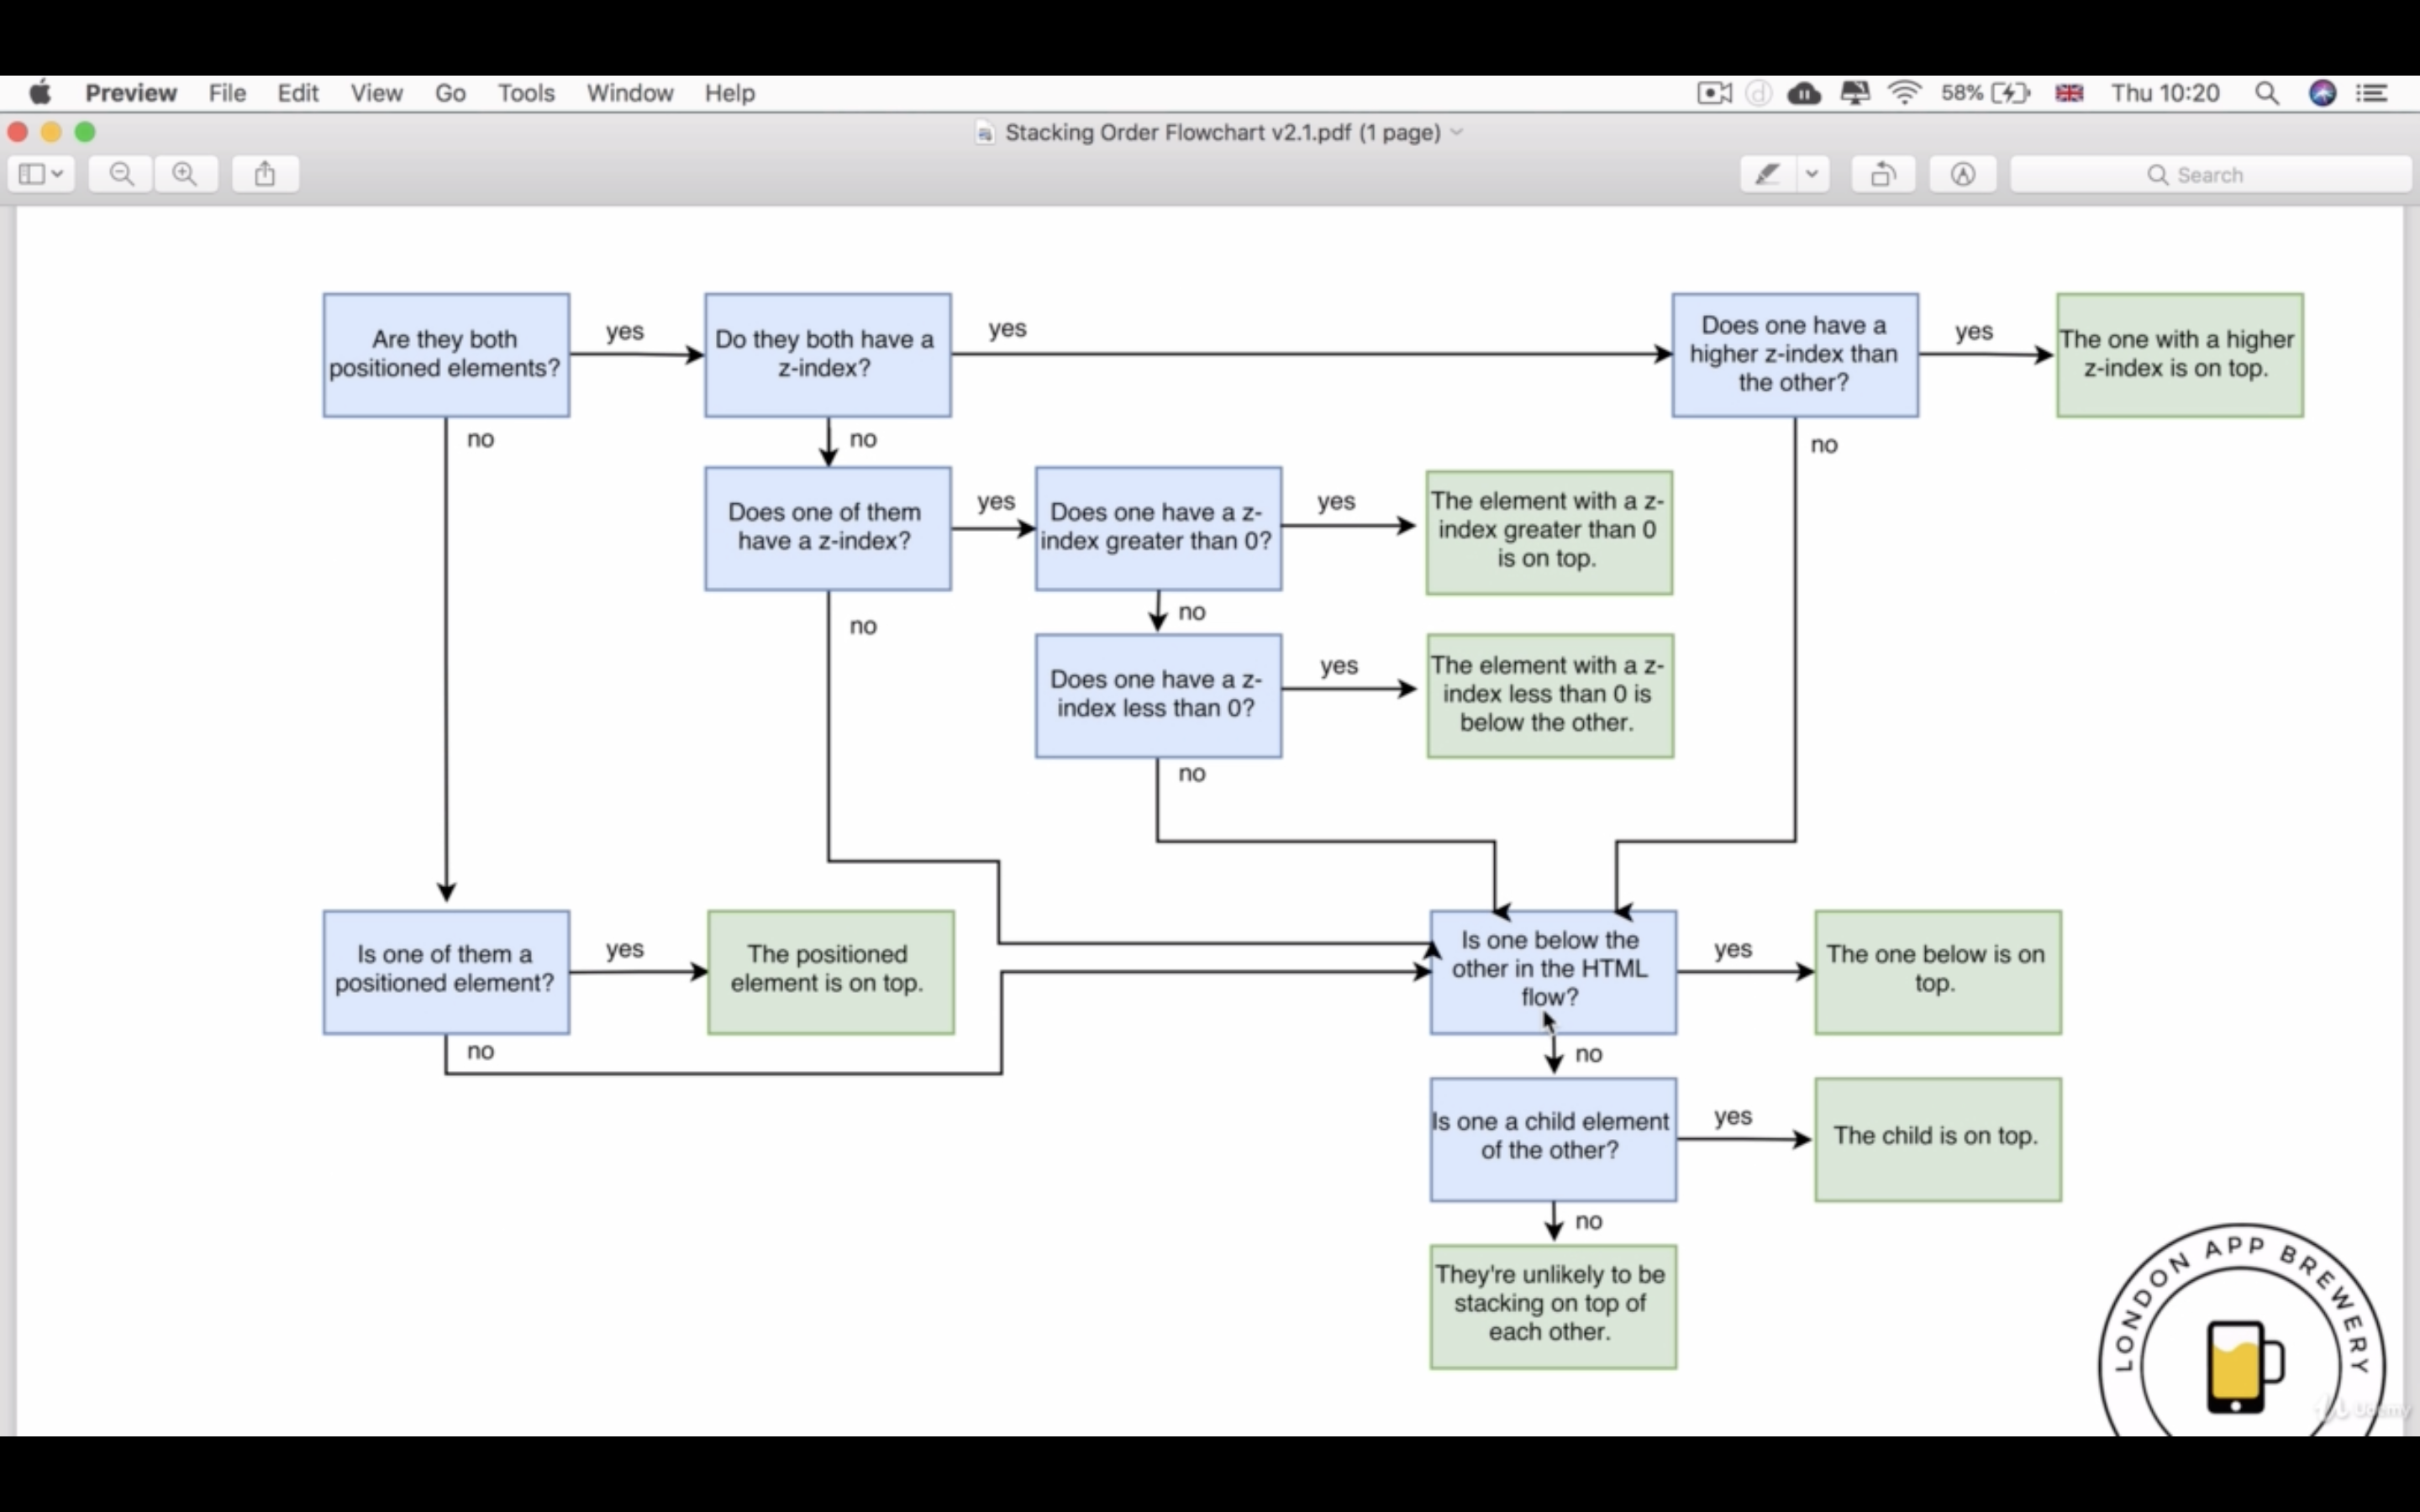 Preview File Edit View Go Tools Window Help 58% Thu 10:20
Stacking Order Flowchart v2.1.pdf (1 page)
Search
Are they both
positioned elements?
yes
no
Do they both have a
z-index?
yes
no
Does one have a
higher z-index than
the other?
yes
no
The one with a higher
z-index is on top.
Does one of them
have a z-index?
yes
no
Does one have a z-
index greater than 0?
yes
no
The element with a z-
index greater than 0
is on top.
Does one have a z-
index less than 0?
yes
no
The element with a z-
index less than 0 is
below the other.
Is one of them a
positioned element?
yes
no
The positioned
element is on top.
Is one below the
other in the HTML
flow?
yes
no
The one below is on
top.
Is one a child element
of the other?
yes
no
The child is on top.
They're unlikely to be
stacking on top of
each other.
LONDON APP BREWERY
Udemy